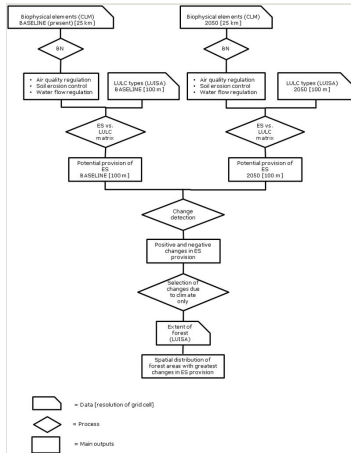 Biophysical elements (CLM)
BASELINE (present) [25 km]
BN
• Air quality regulation
• Soil erosion control
• Water flow regulation
LULC types (LUISA)
BASELINE [100 m]
ES vs.
LULC
matrix
Potential provision of
ES
BASELINE [100 m]
Biophysical elements (CLM)
2050 [25 km]
BN
• Air quality regulation
• Soil erosion control
• Water flow regulation
LULC types (LUISA)
2050 [100 m]
ES vs.
LULC
matrix
Potential provision of
ES
2050 [100 m]
Change
detection
Positive and negative
changes in ES
provision
Selection of
changes due
to climate
only
Extent of
forest
(LUISA)
Spatial distribution of
forest areas with greatest
changes in ES provision
= Data [resolution of grid cell]
= Process
= Main outputs